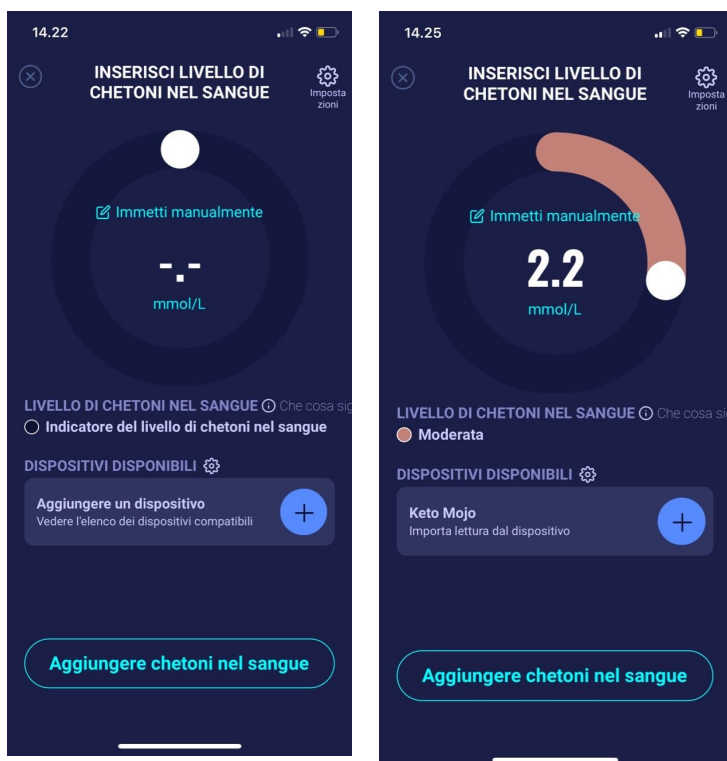 14.22
INSERISCI LIVELLO DI
CHETONI NEL SANGUE
Imposta
zioni
Immetti manualmente
-.-
mmol/L
LIVELLO DI CHETONI NEL SANGUE Che cosa sig
Indicatore del livello di chetoni nel sangue
DISPOSITIVI DISPONIBILI
Aggiungere un dispositivo
Vedere l'elenco dei dispositivi compatibili
Aggiungere chetoni nel sangue
14.25
INSERISCI LIVELLO DI
CHETONI NEL SANGUE
Imposta
zioni
Immetti manualmente
2.2
mmol/L
LIVELLO DI CHETONI NEL SANGUE Che cosa si
Moderata
DISPOSITIVI DISPONIBILI
Keto Mojo
Importa lettura dal dispositivo
Aggiungere chetoni nel sangue